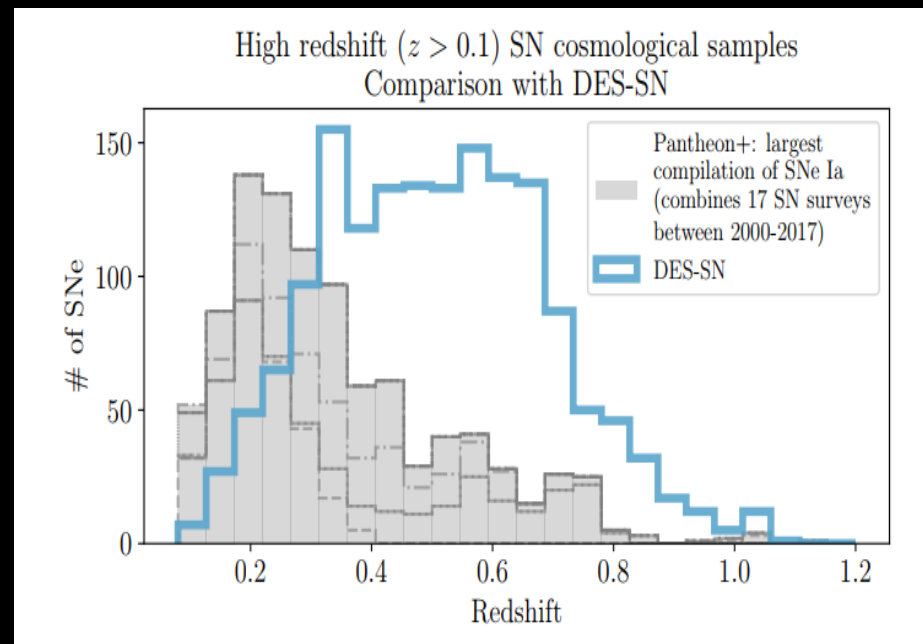 High redshift (z > 0.1) SN cosmological samples
Comparison with DES-SN
Pantheon+: largest
compilation of SNe Ia
(combines 17 SN surveys
between 2000-2017)
DES-SN
# of SNe
150
100
50
0
0.2 0.4 0.6 0.8 1.0 1.2
Redshift